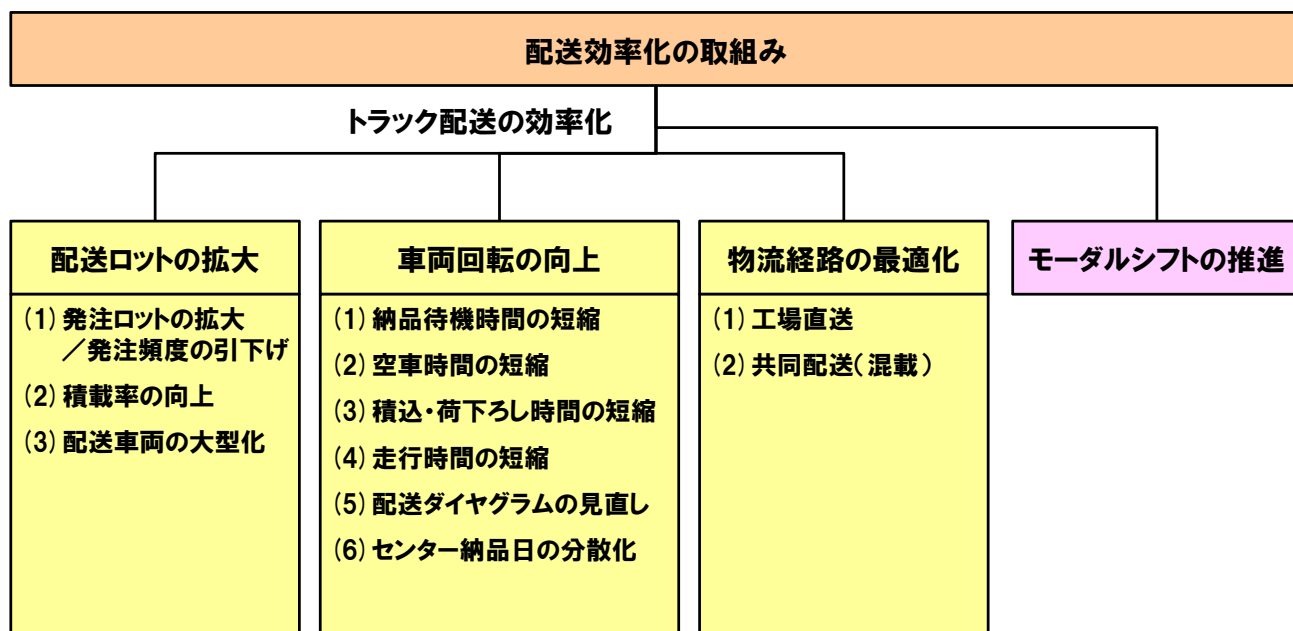 配送効率化の取組み
トラック配送の効率化
配送ロットの拡大
(1)発注ロットの拡大
／発注頻度の引下げ
(2)積載率の向上
(3)配送車両の大型化
車両回転の向上
(1)納品待機時間の短縮
(2)空車時間の短縮
(3)積込・荷下ろし時間の短縮
(4)走行時間の短縮
(5)配送ダイヤグラムの見直し
(6)センター納品日の分散化
物流経路の最適化
(1)工場直送
(2)共同配送(混載)
モーダルシフトの推進